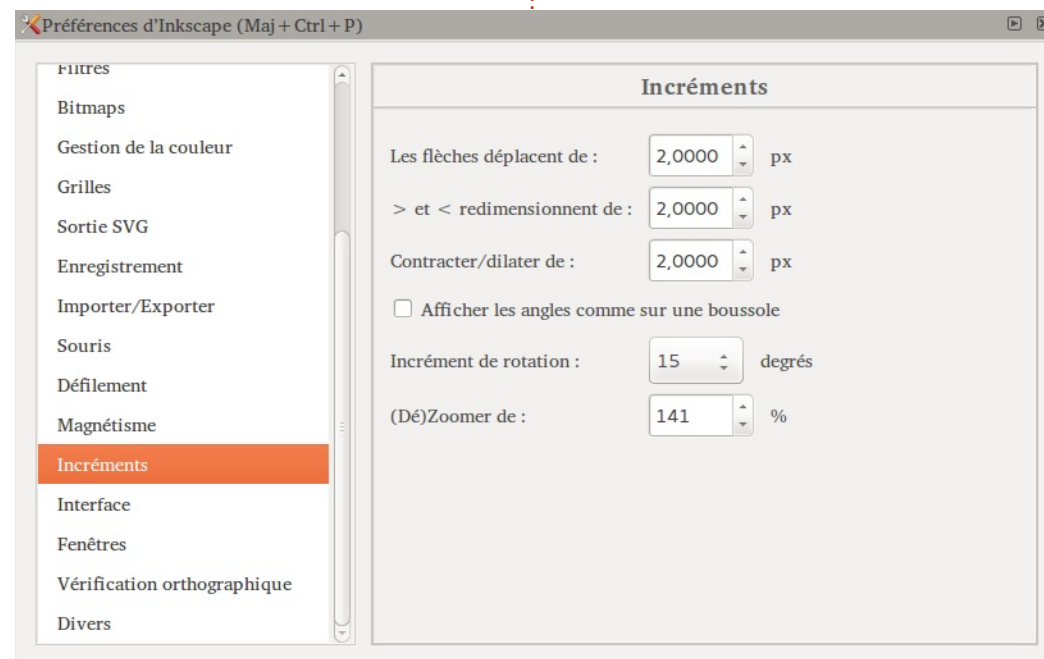 Préférences d'Inkscape (Maj+Ctrl+P)
Filtres
Bitmaps
Gestion de la couleur
Grilles
Sortie SVG
Enregistrement
Importer/Exporter
Souris
Défilement
Magnétisme
Incréments
Interface
Fenêtres
Vérification orthographique
Divers
Incréments
Les flèches déplacent de : 2,0000 px
> et < redimensionnent de : 2,0000 px
Contracter/dilater de : 2,0000 px
Afficher les angles comme sur une boussole
Incrément de rotation : 15 degrés
(Dé)Zoomer de : 141 %